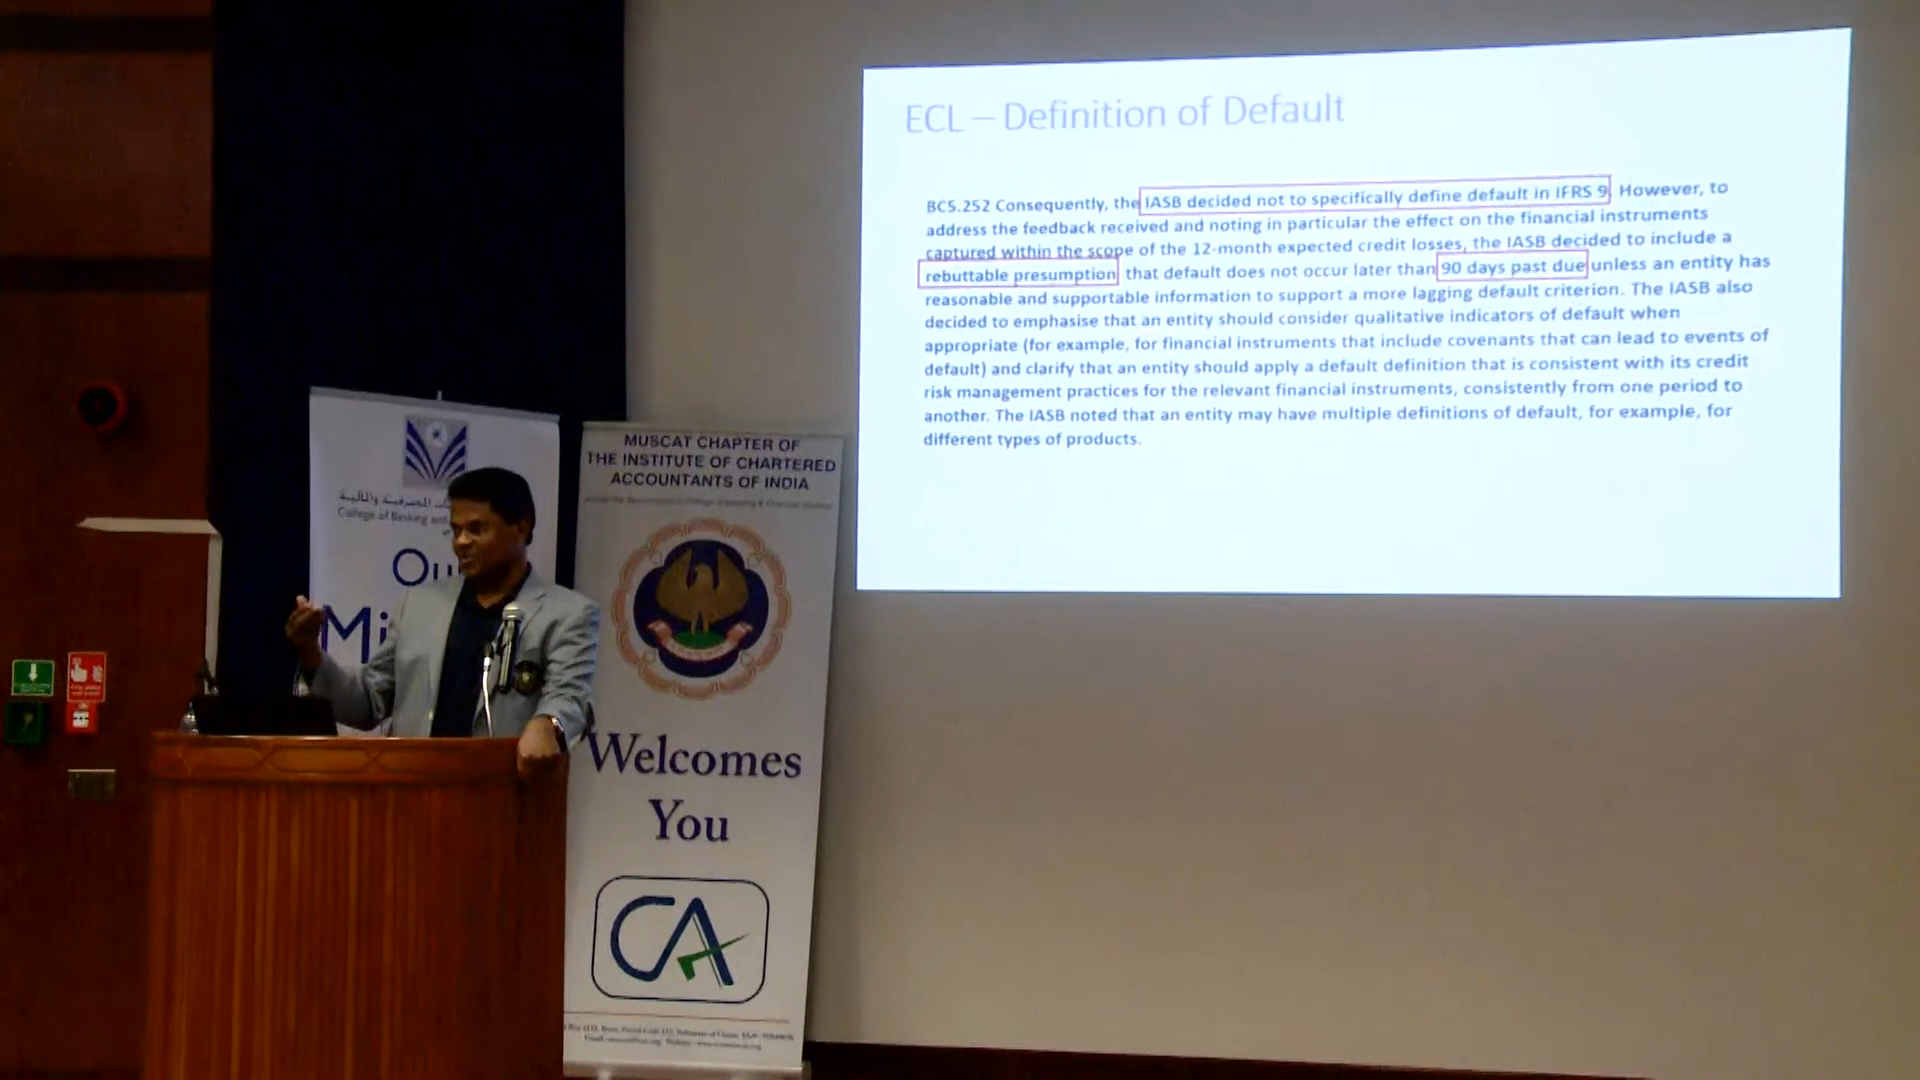 ECL – Definition of Default
BC5.252 Consequently, the IASB decided not to specifically define default in IFRS 9. However, to
address the feedback received and noting in particular the effect on the financial instruments
captured within the scope of the 12-month expected credit losses, the IASB decided to include a
rebuttable presumption that default does not occur later than 90 days past due unless an entity has
reasonable and supportable information to support a more lagging default criterion. The IASB also
decided to emphasise that an entity should consider qualitative indicators of default when
appropriate (for example, for financial instruments that include covenants that can lead to events of
default) and clarify that an entity should apply a default definition that is consistent with its credit
risk management practices for the relevant financial instruments, consistently from one period to
another. The IASB noted that an entity may have multiple definitions of default, for example, for
different types of products.
المصرفية والمالية
College of Banking
MUSCAT CHAPTER OF
THE INSTITUTE OF CHARTERED
ACCOUNTANTS OF INDIA
Welcomes
You
CA